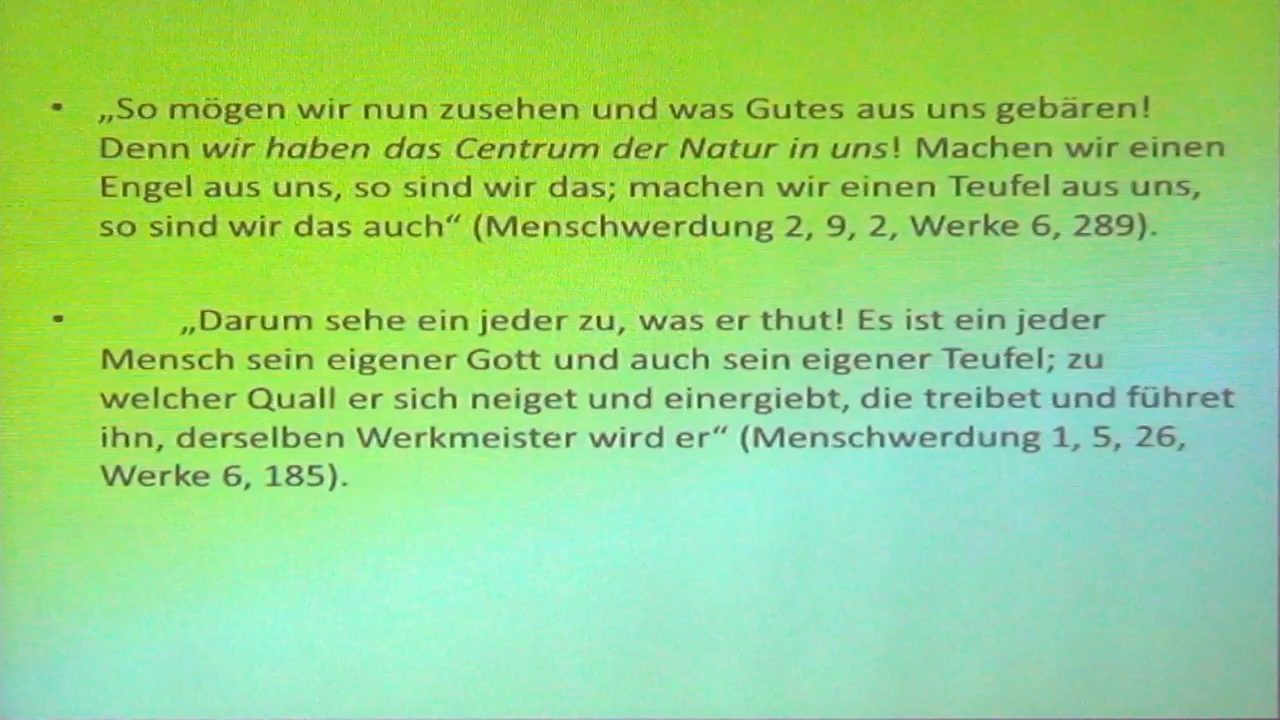 • „So mögen wir nun zusehen und was Gutes aus uns gebären!
Denn wir haben das Centrum der Natur in uns! Machen wir einen
Engel aus uns, so sind wir das; machen wir einen Teufel aus uns,
so sind wir das auch“ (Menschwerdung 2, 9, 2, Werke 6, 289).
• „Darum sehe ein jeder zu, was er thut! Es ist ein jeder
Mensch sein eigener Gott und auch sein eigener Teufel; zu
welcher Quall er sich neiget und einergiebt, die treibet und führet
ihn, derselben Werkmeister wird er“ (Menschwerdung 1, 5, 26,
Werke 6, 185).